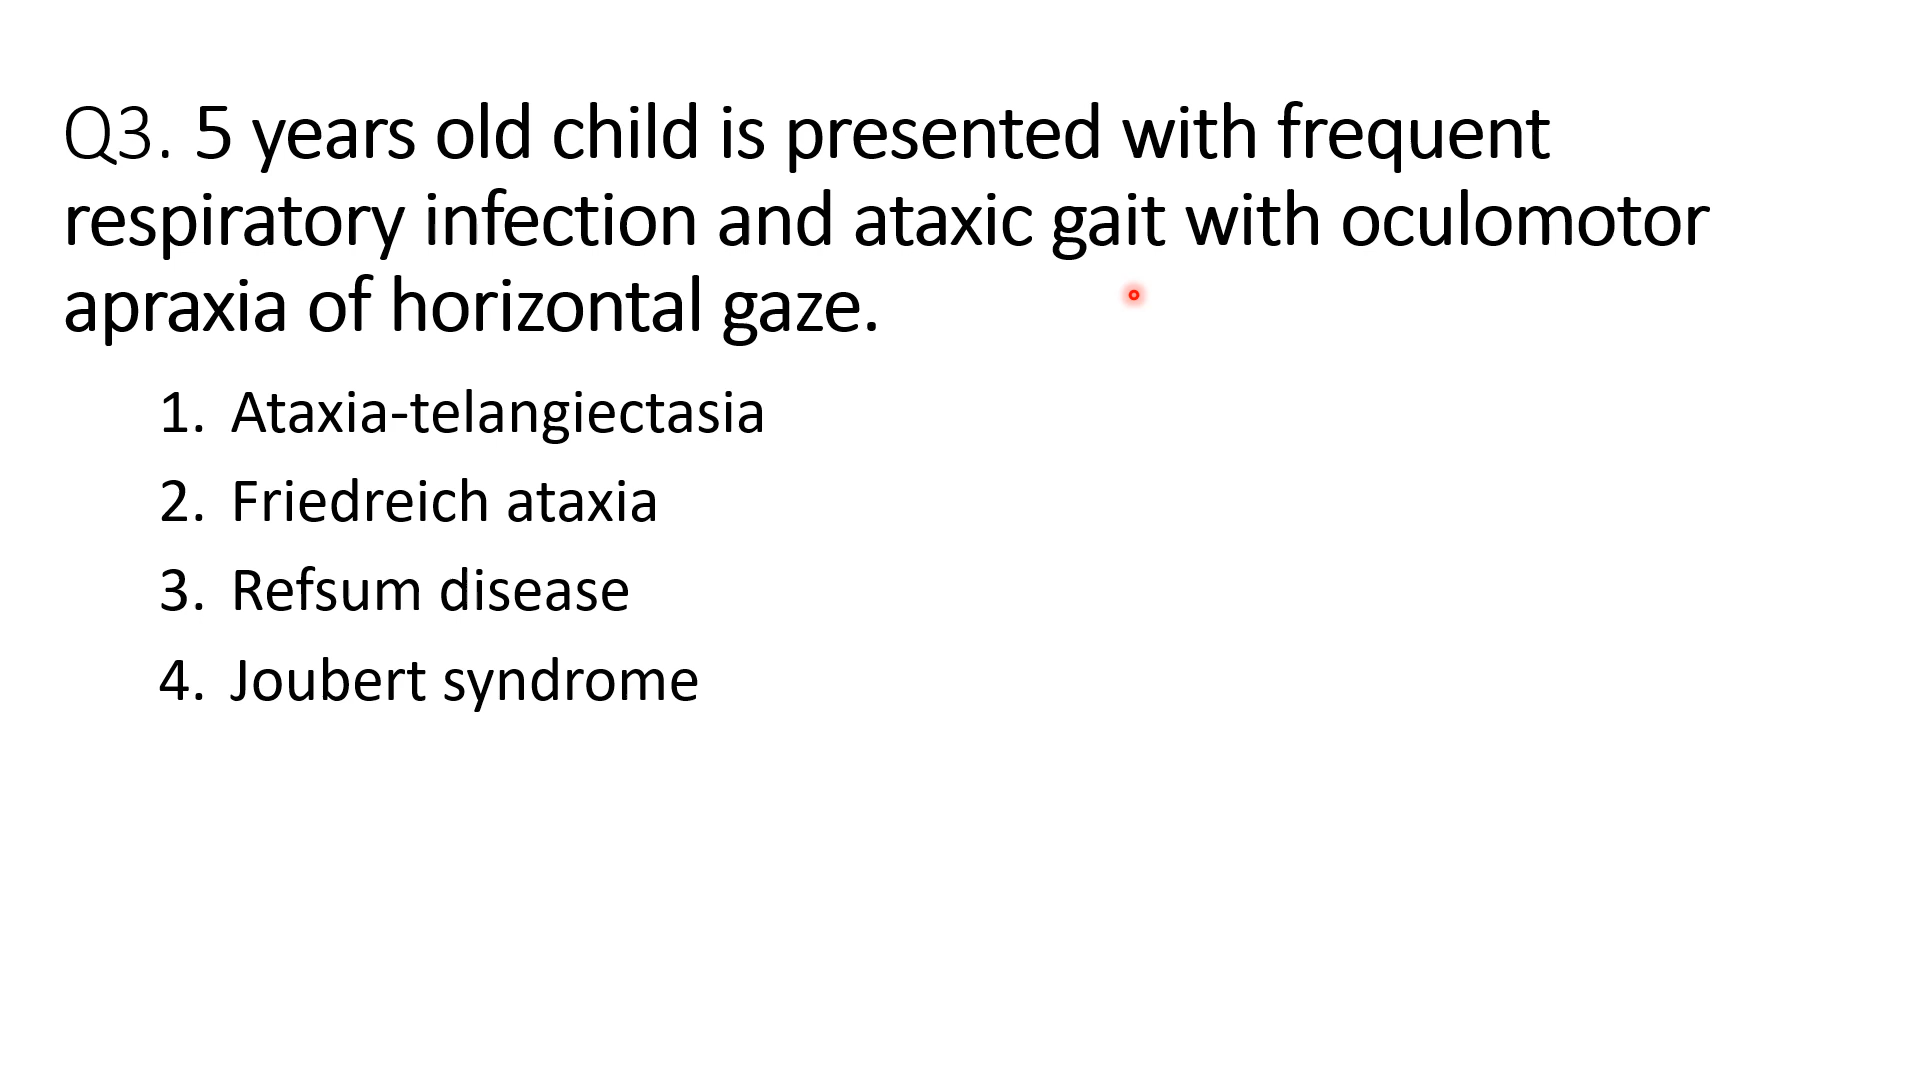 Q3. 5 years old child is presented with frequent
respiratory infection and ataxic gait with oculomotor
apraxia of horizontal gaze.
1. Ataxia-telangiectasia
2. Friedreich ataxia
3. Refsum disease
4. Joubert syndrome